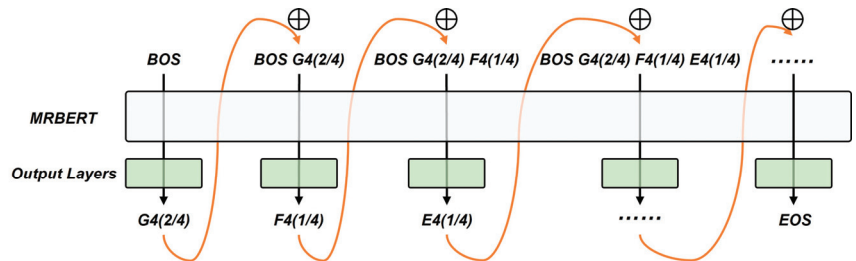 BOS
BOS G4(2/4)
BOS G4(2/4) F4(1/4)
BOS G4(2/4) F4(1/4) E4(1/4)
······
MRBERT
Output Layers
G4(2/4)
F4(1/4)
E4(1/4)
······
EOS